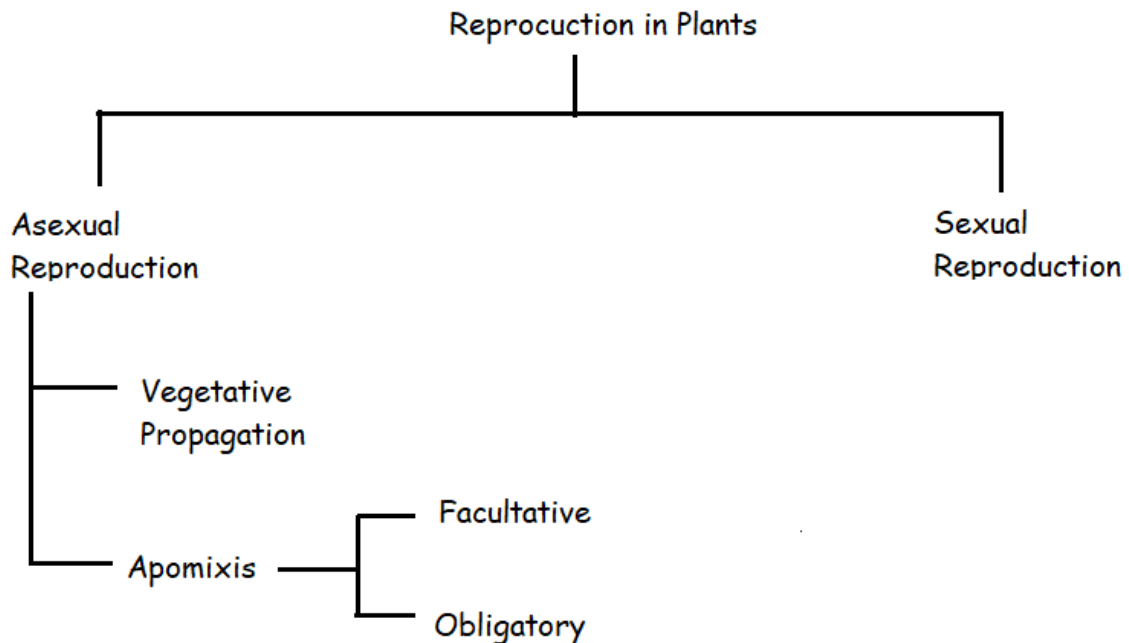 Reprocuction in Plants
Asexual
Reproduction
Sexual
Reproduction
Vegetative
Propagation
Facultative
Apomixis
Obligatory